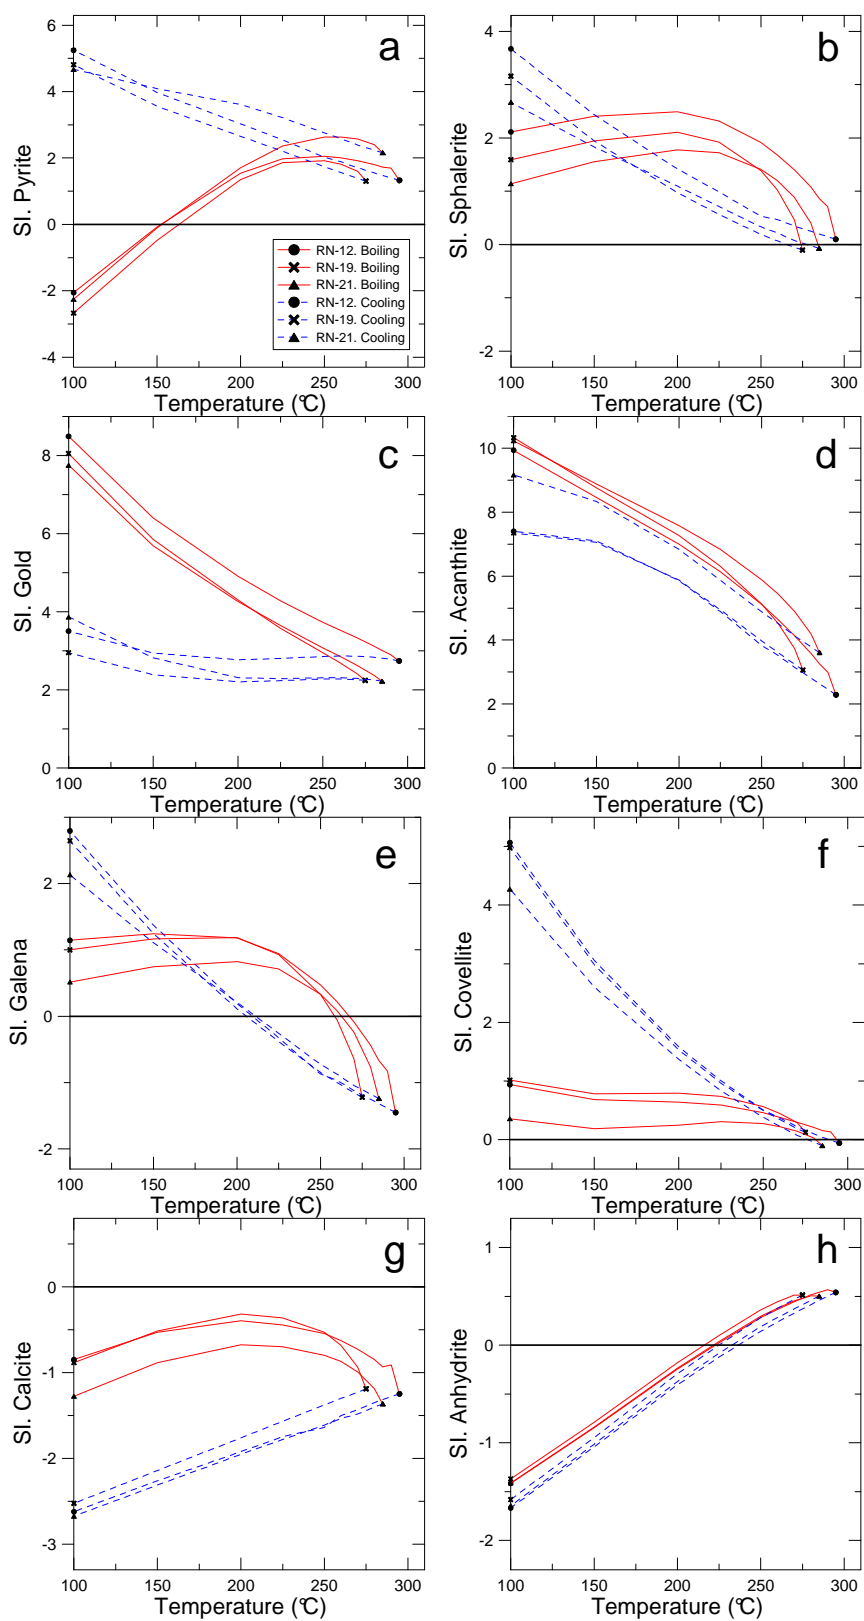 a
6
4
2
0
-2
-4
SI. Pyrite
RN-12. Boiling
RN-19. Boiling
RN-21. Boiling
RN-12. Cooling
RN-19. Cooling
RN-21. Cooling
100 150 200 250 300
Temperature (°C)
b
4
2
0
-2
SI. Sphalerite
100 150 200 250 300
Temperature (°C)
c
8
6
4
2
0
SI. Gold
100 150 200 250 300
Temperature (°C)
d
10
8
6
4
2
0
SI. Acanthite
100 150 200 250 300
Temperature (°C)
e
2
0
-2
SI. Galena
100 150 200 250 300
Temperature (°C)
f
4
2
0
SI. Covellite
100 150 200 250 300
Temperature (°C)
g
0
-1
-2
-3
SI. Calcite
100 150 200 250 300
Temperature (°C)
h
1
0
-1
-2
SI. Anhydrite
100 150 200 250 300
Temperature (°C)